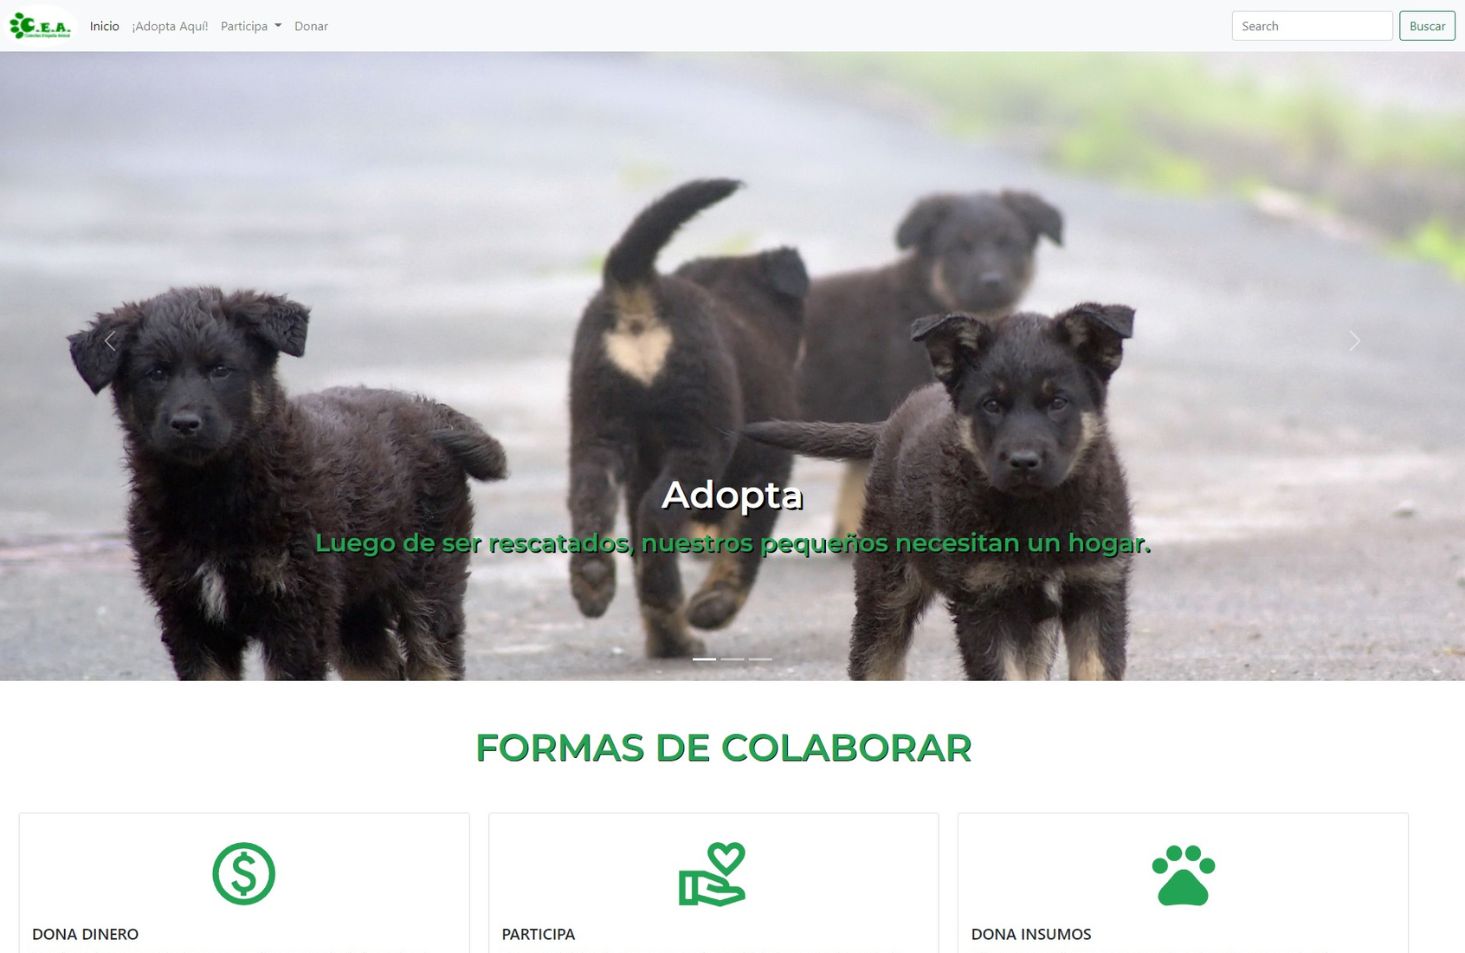 C.E.A.
Inicio
¡Adopta Aquí!
Participa
Donar
Search
Buscar
Adopta
Luego de ser rescatados, nuestros pequeños necesitan un hogar.
FORMAS DE COLABORAR
DONA DINERO
PARTICIPA
DONA INSUMOS